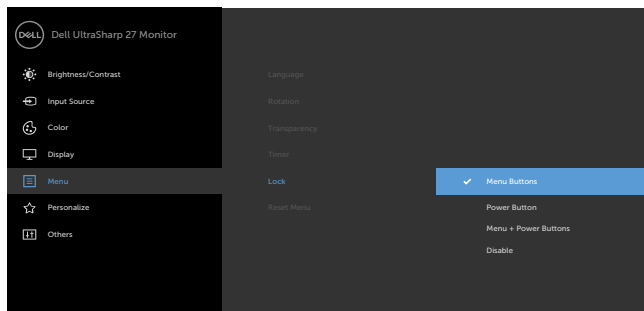 DELL Dell UltraSharp 27 Monitor
Brightness/Contrast
Input Source
Color
Display
Menu
Personalize
Others
Language
Rotation
Transparency
Timer
Lock
Reset Menu
Menu Buttons
Power Button
Menu + Power Buttons
Disable